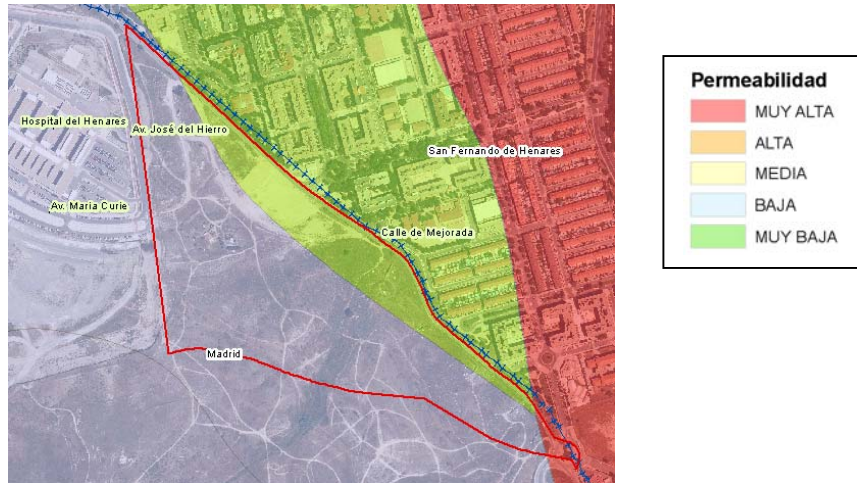 Hospital del Henares
Av. José del Hierro
San Fernando de Henares
Av. Maria Curie
Calle de Mejorada
Madrid
Permeabilidad
MUY ALTA
ALTA
MEDIA
BAJA
MUY BAJA